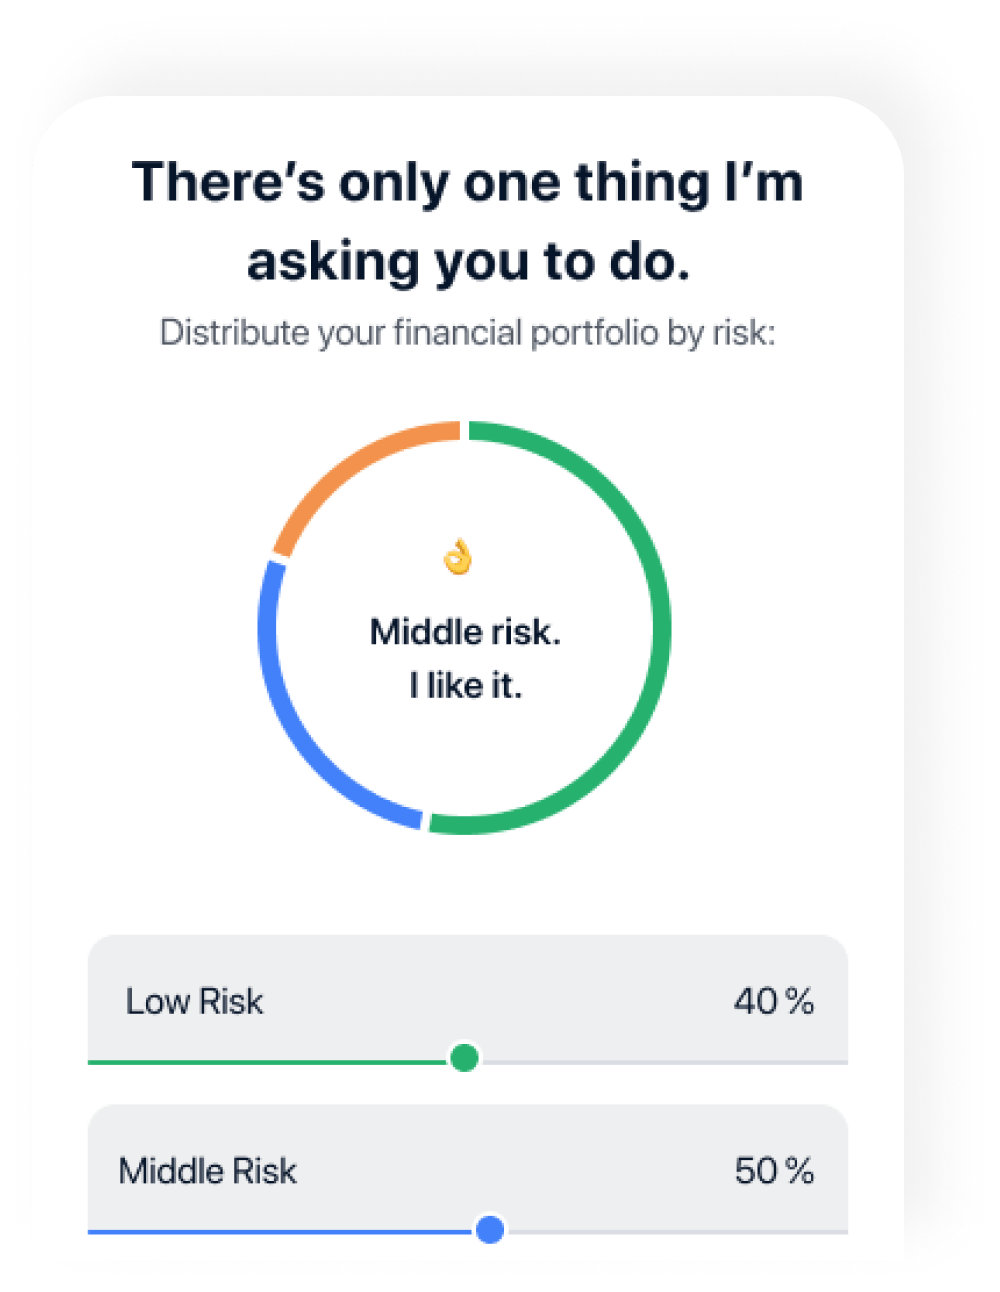 There’s only one thing I’m
asking you to do.
Distribute your financial portfolio by risk:
Middle risk.
I like it.
Low Risk 40 %
Middle Risk 50 %